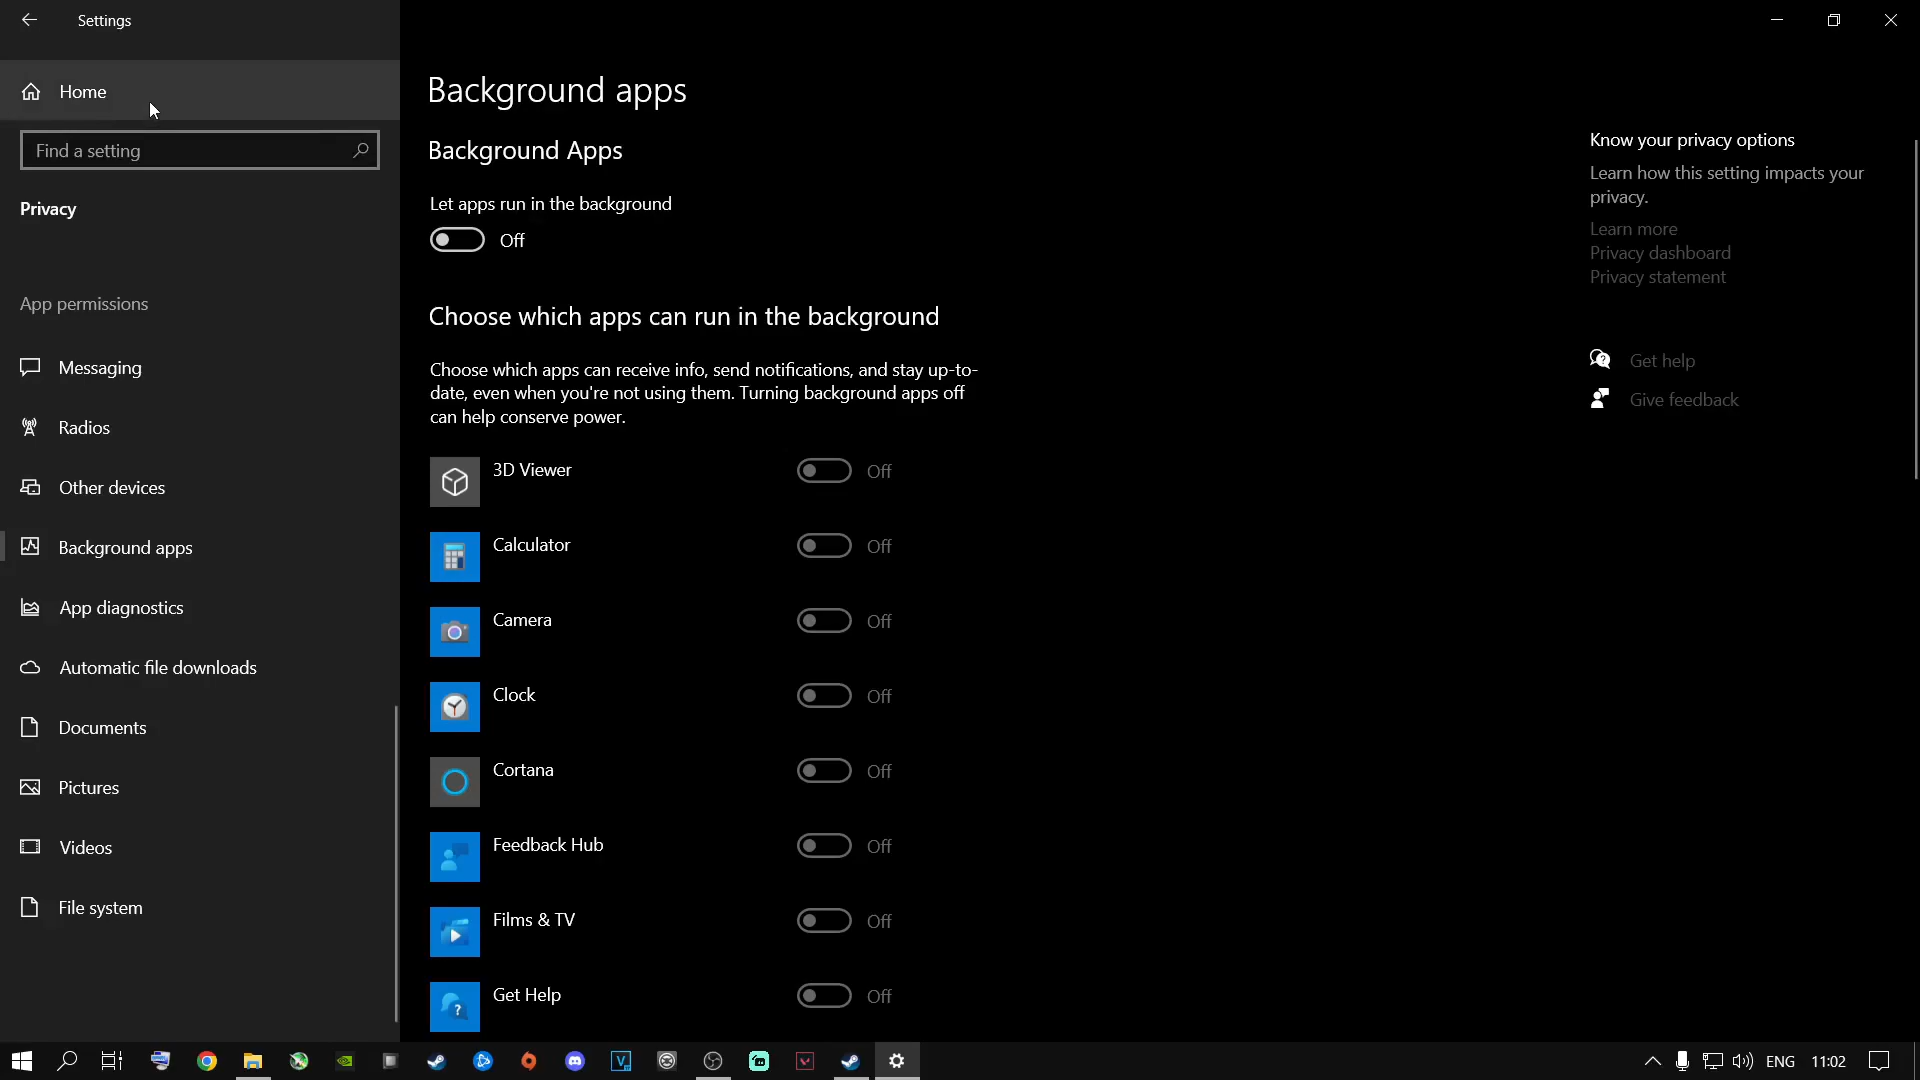 Settings
Home
Find a setting
Privacy
App permissions
Messaging
Radios
Other devices
Background apps
App diagnostics
Automatic file downloads
Documents
Pictures
Videos
File system
Background apps
Background Apps
Let apps run in the background
Off
Choose which apps can run in the background
Choose which apps can receive info, send notifications, and stay up-to-
date, even when you're not using them. Turning background apps off
can help conserve power.
3D Viewer Off
Calculator Off
Camera Off
Clock Off
Cortana Off
Feedback Hub Off
Films & TV Off
Get Help Off
Know your privacy options
Learn how this setting impacts your
privacy.
Learn more
Privacy dashboard
Privacy statement
Get help
Give feedback
ENG 11:02